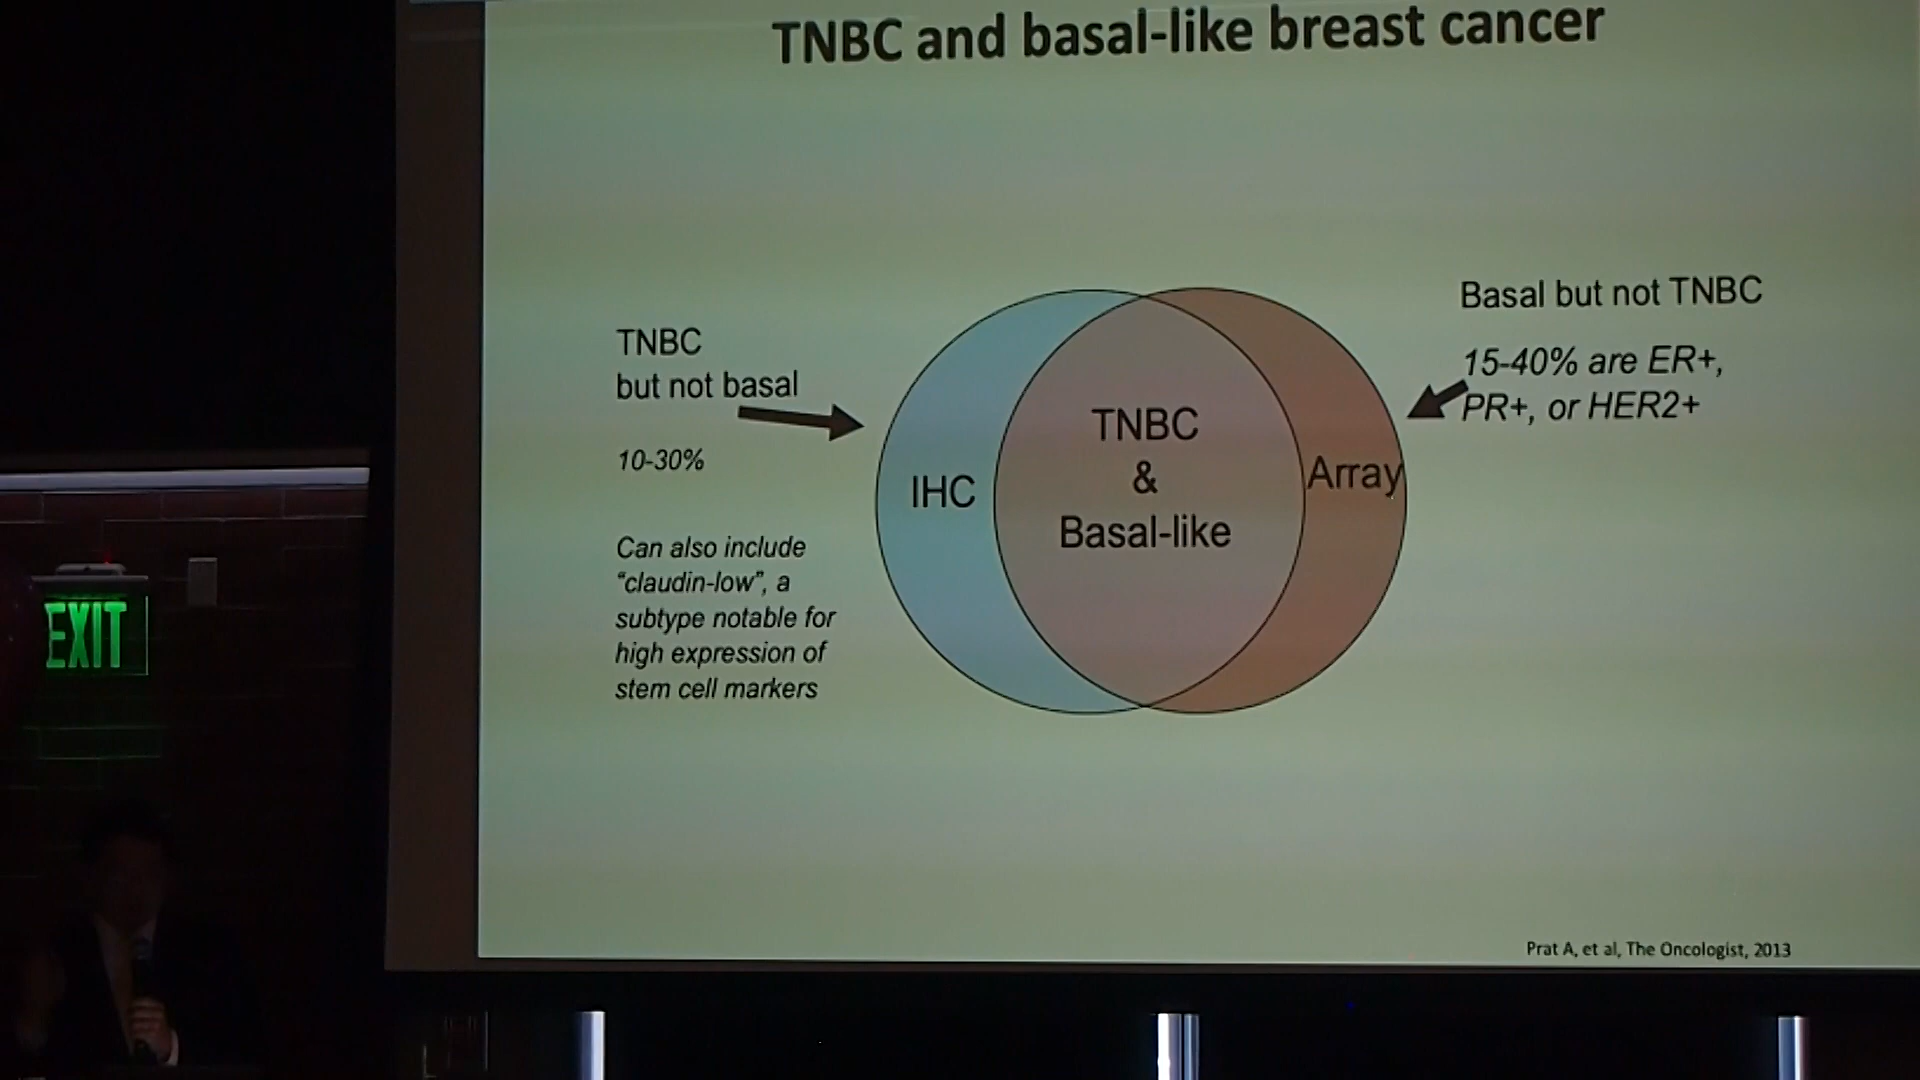 TNBC and basal-like breast cancer
TNBC
but not basal
10-30%
Can also include
“claudin-low”, a
subtype notable for
high expression of
stem cell markers
IHC
TNBC
&
Basal-like
Array
Basal but not TNBC
15-40% are ER+,
PR+, or HER2+
Prat A, et al, The Oncologist, 2013
EXIT